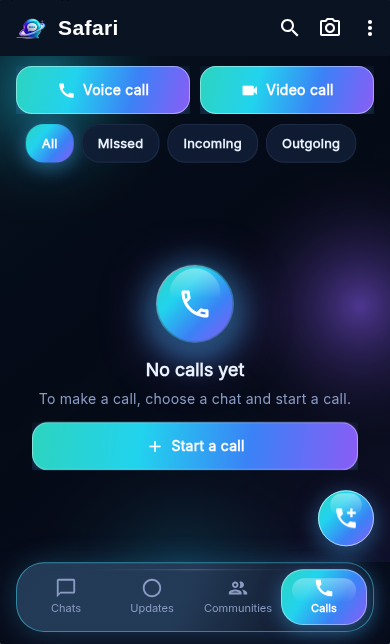 Safari
Voice call
Video call
All
Missed
Incoming
Outgoing
No calls yet
To make a call, choose a chat and start a call.
Start a call
Chats
Updates
Communities
Calls